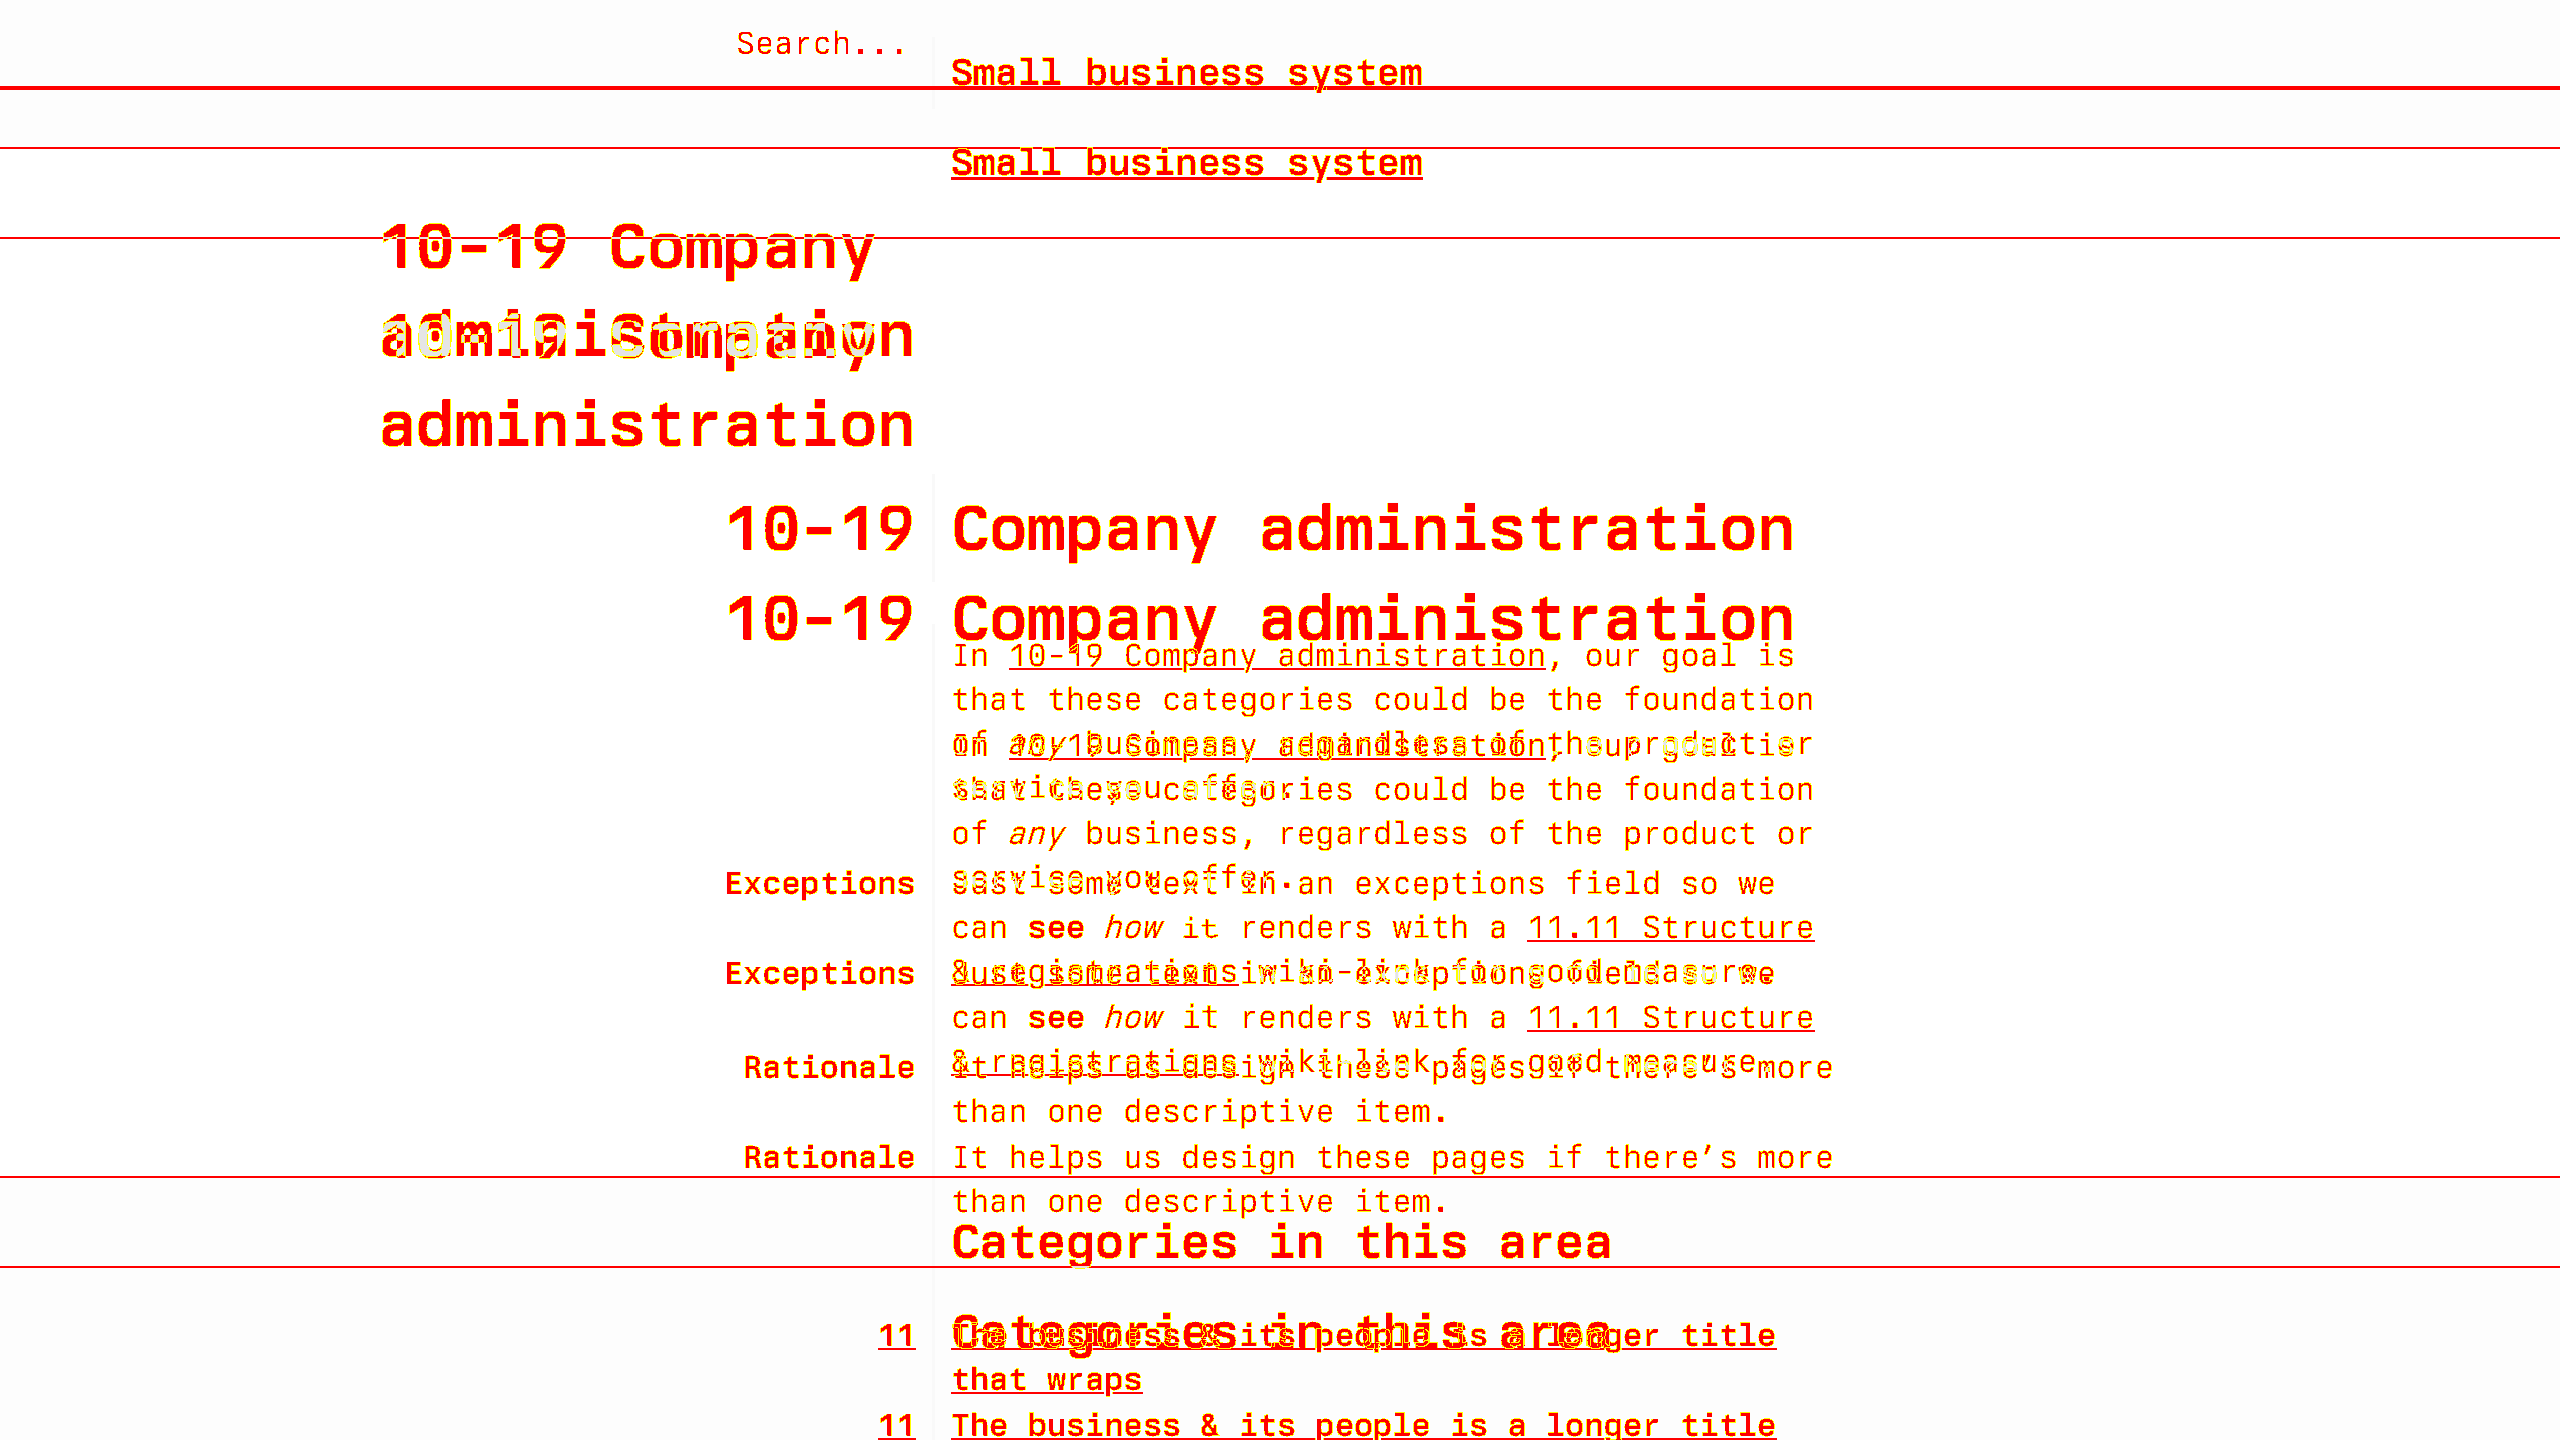 Search...
Small business system
Small business system
10-19 Company
administration
10-19 Company
administration
10-19 Company administration
10-19 Company administration
In 10-19 Company administration, our goal is
that these categories could be the foundation
of any business, regardless of the product or
In 10-19 Company administration, our goal is
service you offer.
that these categories could be the foundation
of any business, regardless of the product or
service you offer.
Exceptions Just some text in an exceptions field so we
can see how it renders with a 11.11 Structure
& registrations wiki-link for good measure.
Exceptions Just some text in an exceptions field so we
can see how it renders with a 11.11 Structure
& registrations wiki-link for good measure.
Rationale It helps us design these pages if there’s more
than one descriptive item.
Rationale It helps us design these pages if there’s more
than one descriptive item.
Categories in this area
Categories in this area
11 The business & its people is a longer title
that wraps
11 The business & its people is a longer title